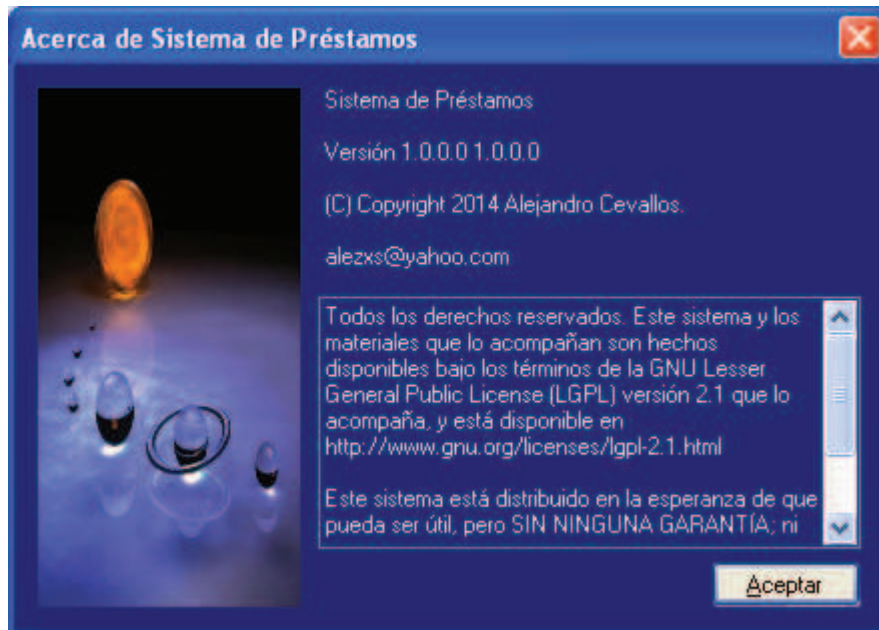 Acerca de Sistema de Préstamos
Sistema de Préstamos
Versión 1.0.0.0 1.0.0.0
(C) Copyright 2014 Alejandro Cevallos.
alezxs@yahoo.com
Todos los derechos reservados. Este sistema y los
materiales que lo acompañan son hechos
disponibles bajo los términos de la GNU Lesser
General Public License (LGPL) versión 2.1 que lo
acompaña, y está disponible en
http://www.gnu.org/licenses/lgpl-2.1.html
Este sistema está distribuido en la esperanza de que
pueda ser útil, pero SIN NINGUNA GARANTÍA; ni
Aceptar